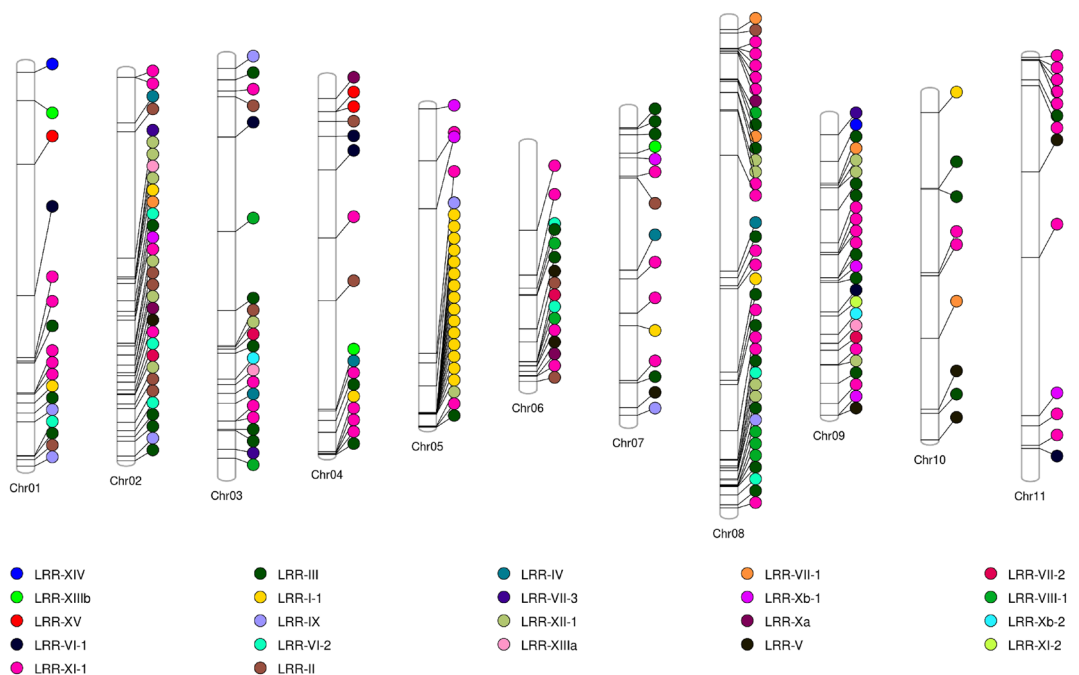 Chr01
Chr02
Chr03
Chr04
Chr05
Chr06
Chr07
Chr08
Chr09
Chr10
Chr11
LRR-XIV
LRR-III
LRR-IV
LRR-VII-1
LRR-VII-2
LRR-XIIIb
LRR-I-1
LRR-VII-3
LRR-Xb-1
LRR-VIII-1
LRR-XV
LRR-IX
LRR-XII-1
LRR-Xa
LRR-Xb-2
LRR-VI-1
LRR-VI-2
LRR-XIIIa
LRR-V
LRR-XI-2
LRR-XI-1
LRR-II